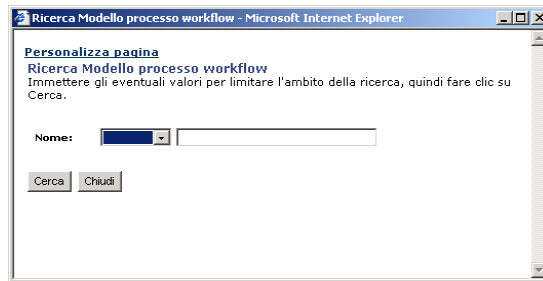 Ricerca Modello processo workflow - Microsoft Internet Explorer
Personalizza pagina
Ricerca Modello processo workflow
Immettere gli eventuali valori per limitare l'ambito della ricerca, quindi fare clic su
Cerca.
Nome:
Cerca Chiudi